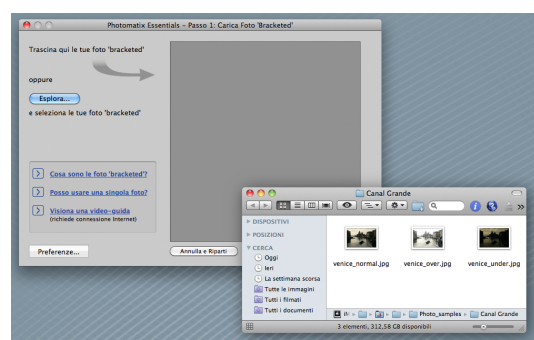 Photomatix Essentials - Passo 1: Carica Foto 'Bracketed'
Trascina qui le tue foto 'bracketed'
oppure
Esplora...
e seleziona le tue foto 'bracketed'
Cosa sono le foto 'bracketed'?
Posso usare una singola foto?
Visiona una video-guida
(richiede connessione internet)
Preferenze...
Annulla e Riparti
Canal Grande
DISPOSITIVI
POSIZIONI
CERCA
Oggi
Ieri
La settimana scorsa
Tutte le immagini
Tutti i filmati
Tutti i documenti
venice_normal.jpg
venice_over.jpg
venice_under.jpg
Photo_samples
Canal Grande
3 elementi, 312,58 GB disponibili